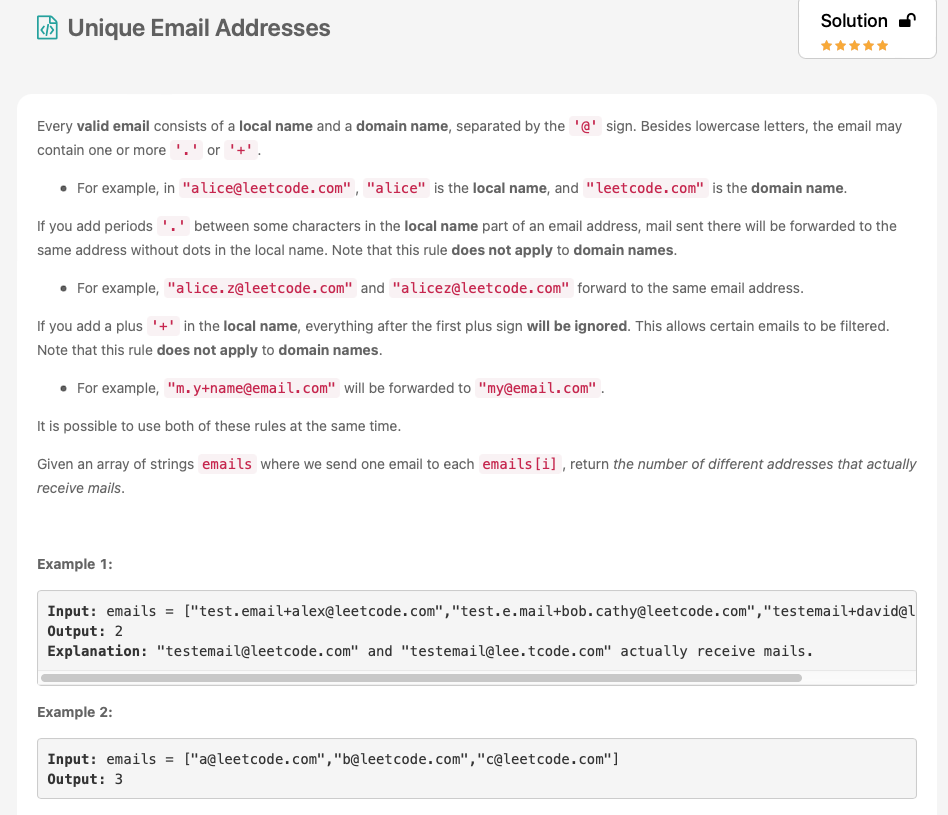 Unique Email Addresses
Solution
Every valid email consists of a local name and a domain name, separated by the '@' sign. Besides lowercase letters, the email may
contain one or more '.' or '+'.
For example, in "alice@leetcode.com", "alice" is the local name, and "leetcode.com" is the domain name.
If you add periods '.' between some characters in the local name part of an email address, mail sent there will be forwarded to the
same address without dots in the local name. Note that this rule does not apply to domain names.
For example, "alice.z@leetcode.com" and "alicez@leetcode.com" forward to the same email address.
If you add a plus '+' in the local name, everything after the first plus sign will be ignored. This allows certain emails to be filtered.
Note that this rule does not apply to domain names.
For example, "m.y+name@email.com" will be forwarded to "my@email.com".
It is possible to use both of these rules at the same time.
Given an array of strings emails where we send one email to each emails[i], return the number of different addresses that actually
receive mails.
Example 1:
Input: emails = ["test.email+alex@leetcode.com","test.e.mail+bob.cathy@leetcode.com","testemail+david@l
Output: 2
Explanation: "testemail@leetcode.com" and "testemail@lee.tcode.com" actually receive mails.
Example 2:
Input: emails = ["a@leetcode.com","b@leetcode.com","c@leetcode.com"]
Output: 3